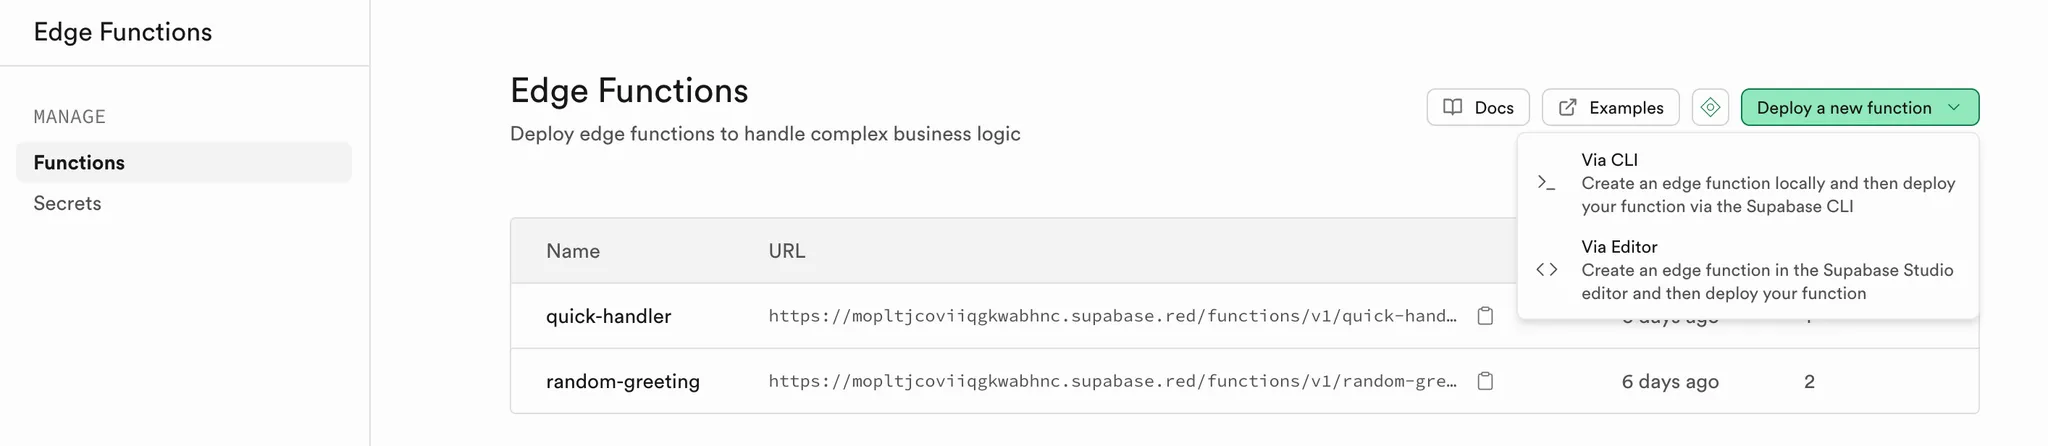 Edge Functions
MANAGE
Functions
Secrets
Edge Functions
Deploy edge functions to handle complex business logic
Docs
Examples
Deploy a new function
Via CLI
Create an edge function locally and then deploy
your function via the Supabase CLI
Via Editor
Create an edge function in the Supabase Studio
editor and then deploy your function
Name URL
quick-handler https://mopltjcoviiqgkwabhnc.supabase.red/functions/v1/quick-hand… days ago
random-greeting https://mopltjcoviiqgkwabhnc.supabase.red/functions/v1/random-gre… 6 days ago 2